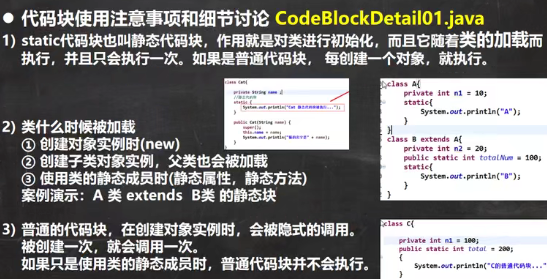 ● 代码块使用注意事项和细节讨论 CodeBlockDetail01.java
1) static代码块也叫静态代码块，作用就是对类进行初始化，而且它随着类的加载而
执行，并且只会执行一次。如果是普通代码块，每创建一个对象，就执行。
class Cat{
private String name ;
//静态代码块
static {
System.out.println("Cat
public Cat(String name) {
super();
this.name = name;
System.out.println(
}
class A{
private int n1 = 10;
static{
System.out.println("A");
}
}
class B extends A{
private int n2 = 20;
public static int totalNum = 100;
static{
System.out.println("B");
}
2) 类什么时候被加载
① 创建对象实例时(new)
② 创建子类对象实例，父类也会被加载
③ 使用类的静态成员时(静态属性，静态方法)
案例演示：A 类 extends B类 的静态块
3) 普通的代码块，在创建对象实例时，会被隐式的调用。
被创建一次，就会调用一次。
如果只是使用类的静态成员时，普通代码块并不会执行。
class C{
private int n1 = 100;
public static int total = 200;
{
System.out.println("C的普通代码块..."